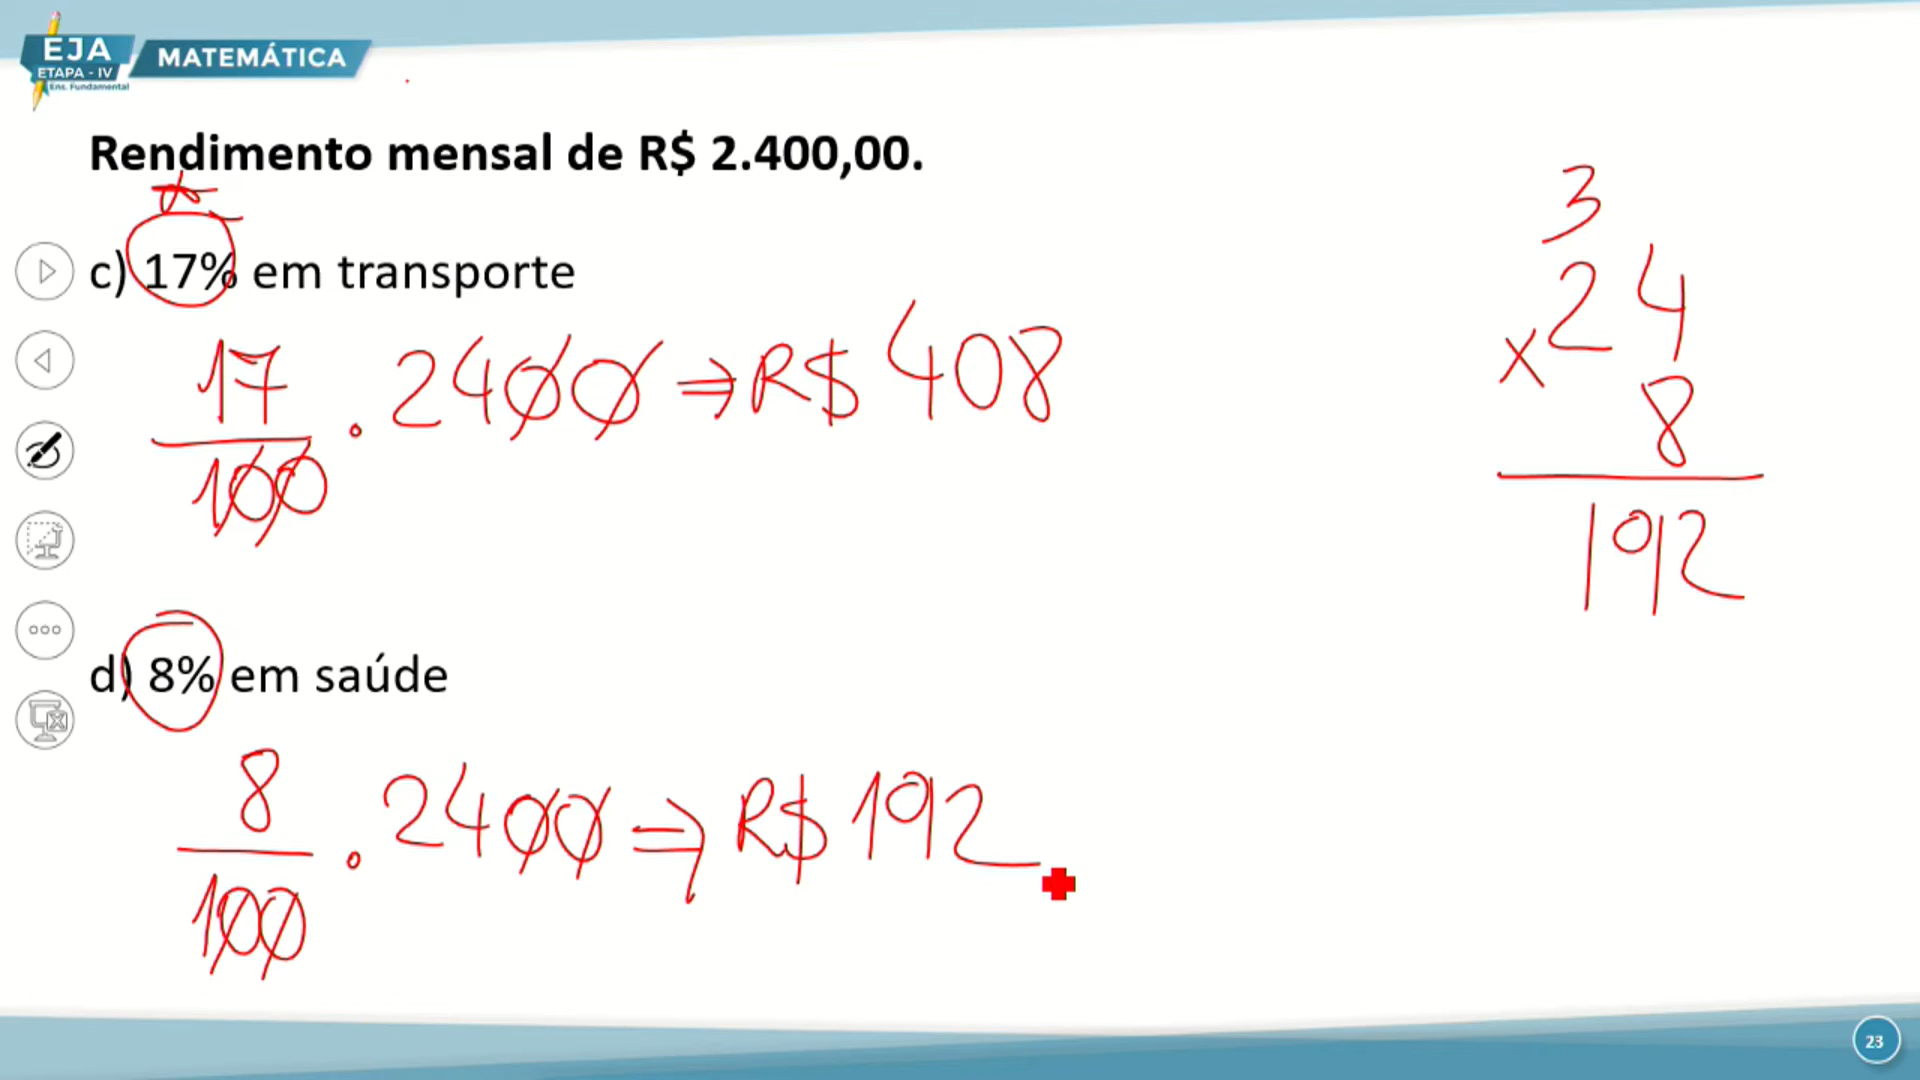 EJA
ETAPA - IV
Ens. Fundamental
MATEMÁTICA
Rendimento mensal de R$ 2.400,00.
c) 17% em transporte
17/100 . 2400 ⇒ R$ 408
d) 8% em saúde
8/100 . 2400 ⇒ R$ 192
3
24
x 8
192
23